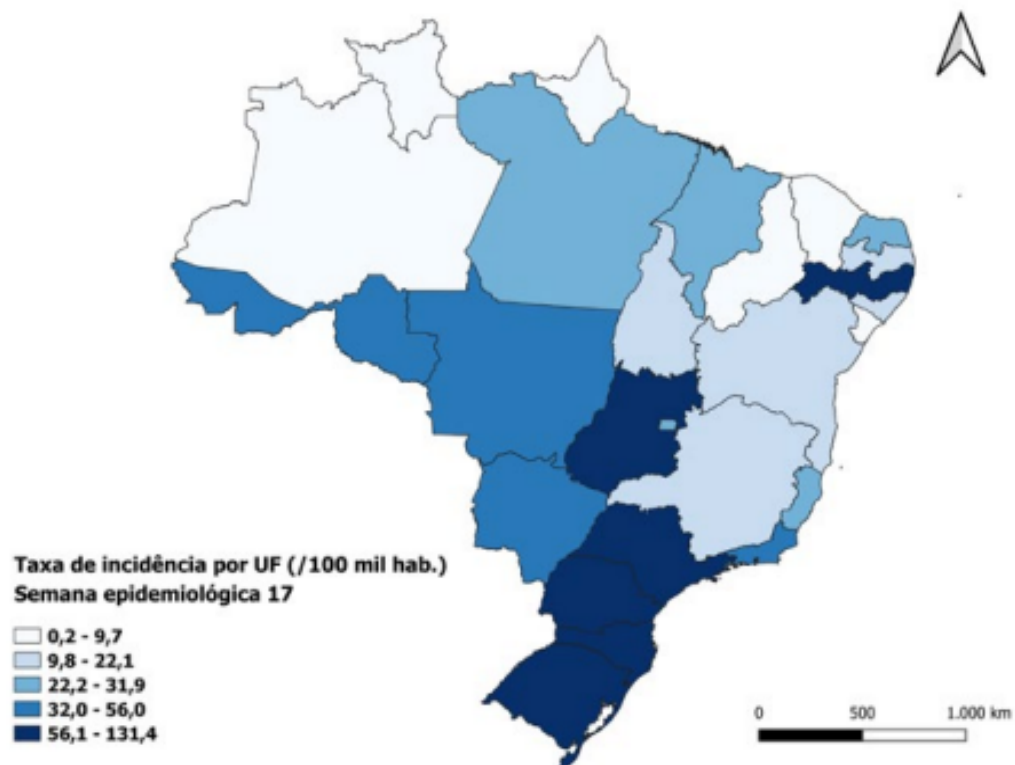 Taxa de incidência por UF (/100 mil hab.)
Semana epidemiológica 17
0,2 - 9,7
9,8 - 22,1
22,2 - 31,9
32,0 - 56,0
56,1 - 131,4
0 500 1.000 km